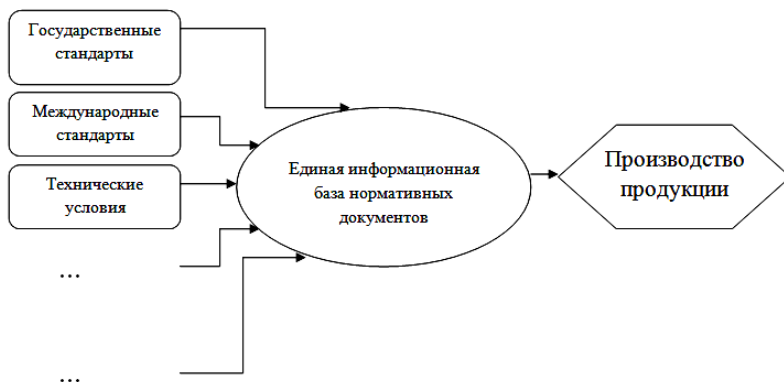 Государственные
стандарты
Международные
стандарты
Технические
условия
...
...
Единая информационная
база нормативных
документов
Производство
продукции